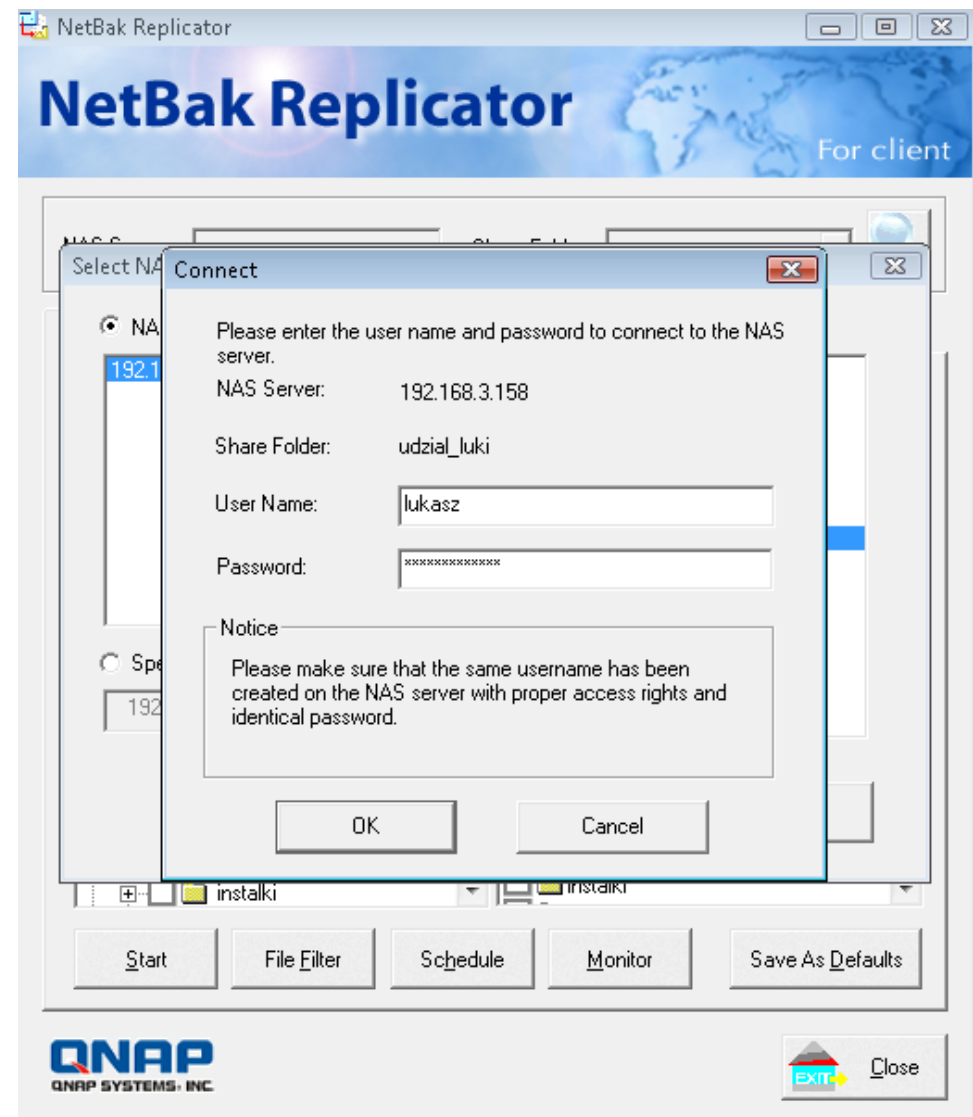 NetBak Replicator
NetBak Replicator
For client
Select NA
Connect
NA
192.1
Please enter the user name and password to connect to the NAS
server.
NAS Server: 192.168.3.158
Share Folder: udzial_luki
User Name: lukasz
Password: *************
Notice
Please make sure that the same username has been
created on the NAS server with proper access rights and
identical password.
Spe
192
OK Cancel
instalki instalki
Start File Filter Schedule Monitor Save As Defaults
QNAP
QNAP SYSTEMS, INC.
EXIT Close